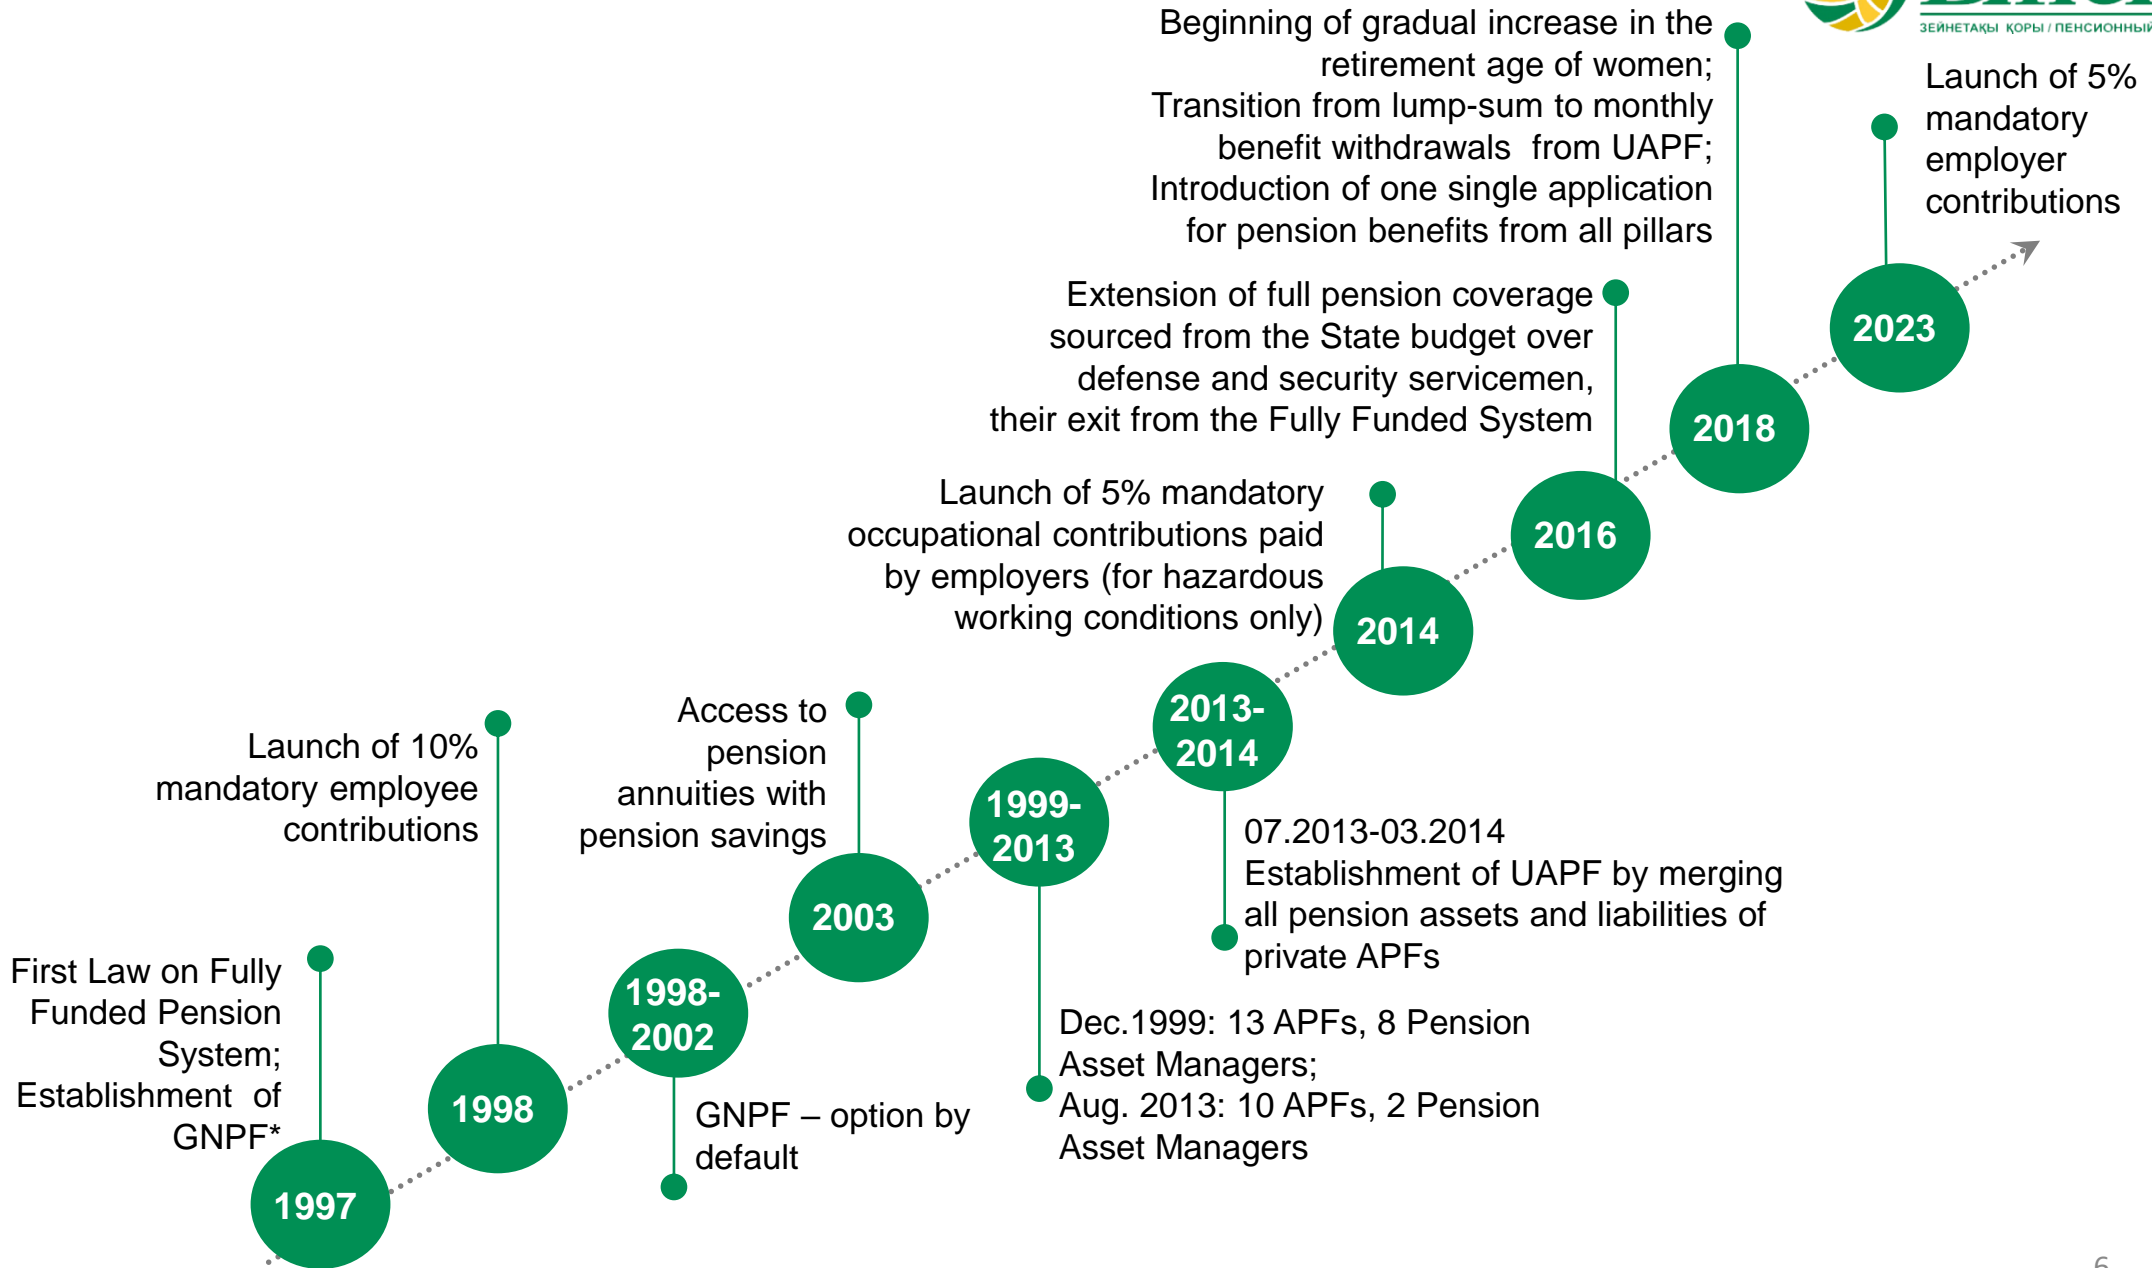 ЗЕЙНЕТАҚЫ ҚОРЫ / ПЕНСИОННЫЙ
Beginning of gradual increase in the
retirement age of women;
Transition from lump-sum to monthly
benefit withdrawals from UAPF;
Introduction of one single application
for pension benefits from all pillars
Launch of 5%
mandatory
employer
contributions
2023
Extension of full pension coverage
sourced from the State budget over
defense and security servicemen,
their exit from the Fully Funded System
2018
Launch of 5% mandatory
occupational contributions paid
by employers (for hazardous
working conditions only)
2016
2014
2013-
2014
07.2013-03.2014
Establishment of UAPF by merging
all pension assets and liabilities of
private APFs
Launch of 10%
mandatory employee
contributions
Access to
pension
annuities with
pension savings
1999-
2013
Dec.1999: 13 APFs, 8 Pension
Asset Managers;
Aug. 2013: 10 APFs, 2 Pension
Asset Managers
2003
First Law on Fully
Funded Pension
System;
Establishment of
GNPF*
1998-
2002
GNPF – option by
default
1998
1997
6